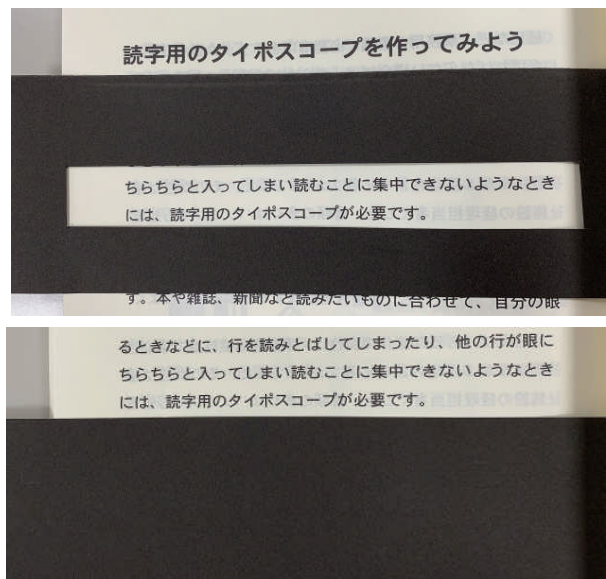 読字用のタイポスコープを作ってみよう
ちらちらと入ってしまい読むことに集中できないようなとき
には、読字用のタイポスコープが必要です。
す。本や雑誌、新聞など読みたいものに合わせて、自分の眼
るときなどに、行を読みとばしてしまったり、他の行が眼に
ちらちらと入ってしまい読むことに集中できないようなとき
には、読字用のタイポスコープが必要です。